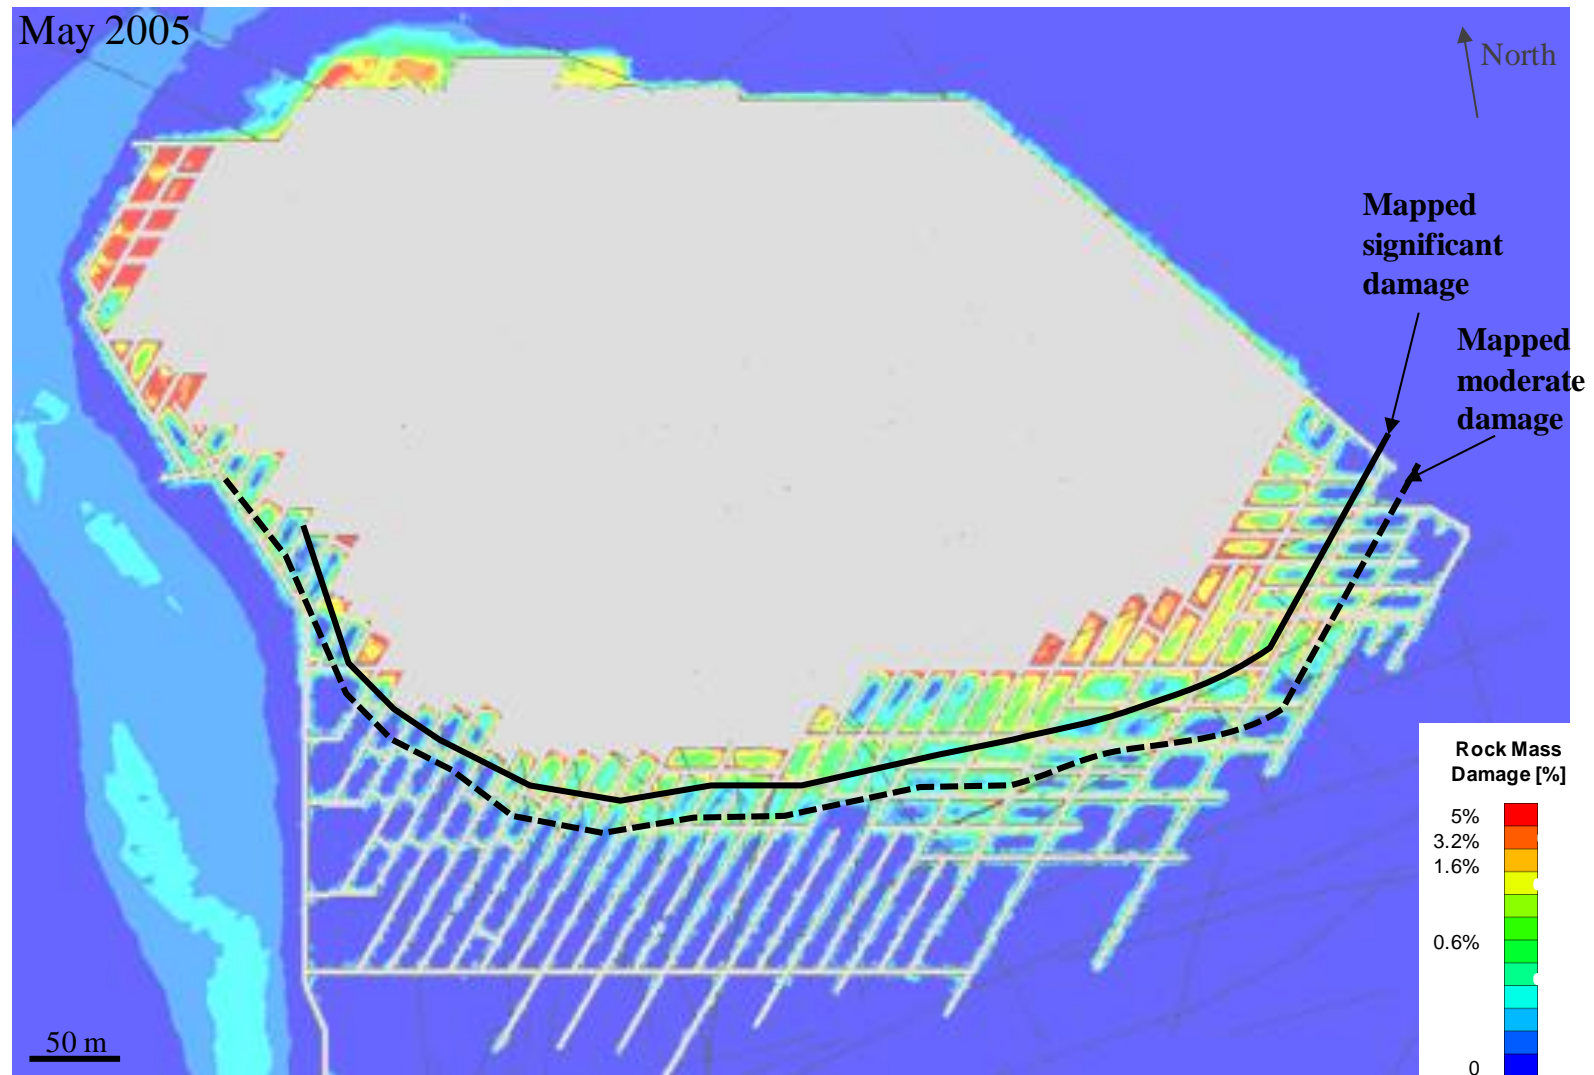 May 2005
North
Mapped
significant
damage
Mapped
moderate
damage
Rock Mass
Damage [%]
5%
3.2%
1.6%
0.6%
0
50 m